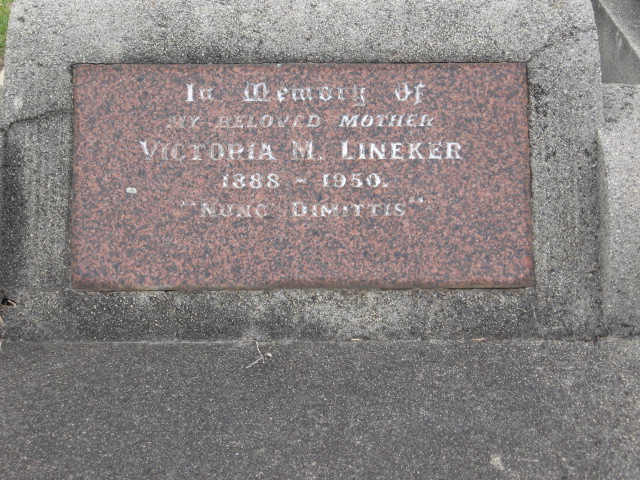 In Memory Of
MY BELOVED MOTHER
VICTORIA M. LINEKER
1888 ~ 1950.
"NUNC DIMITTIS"